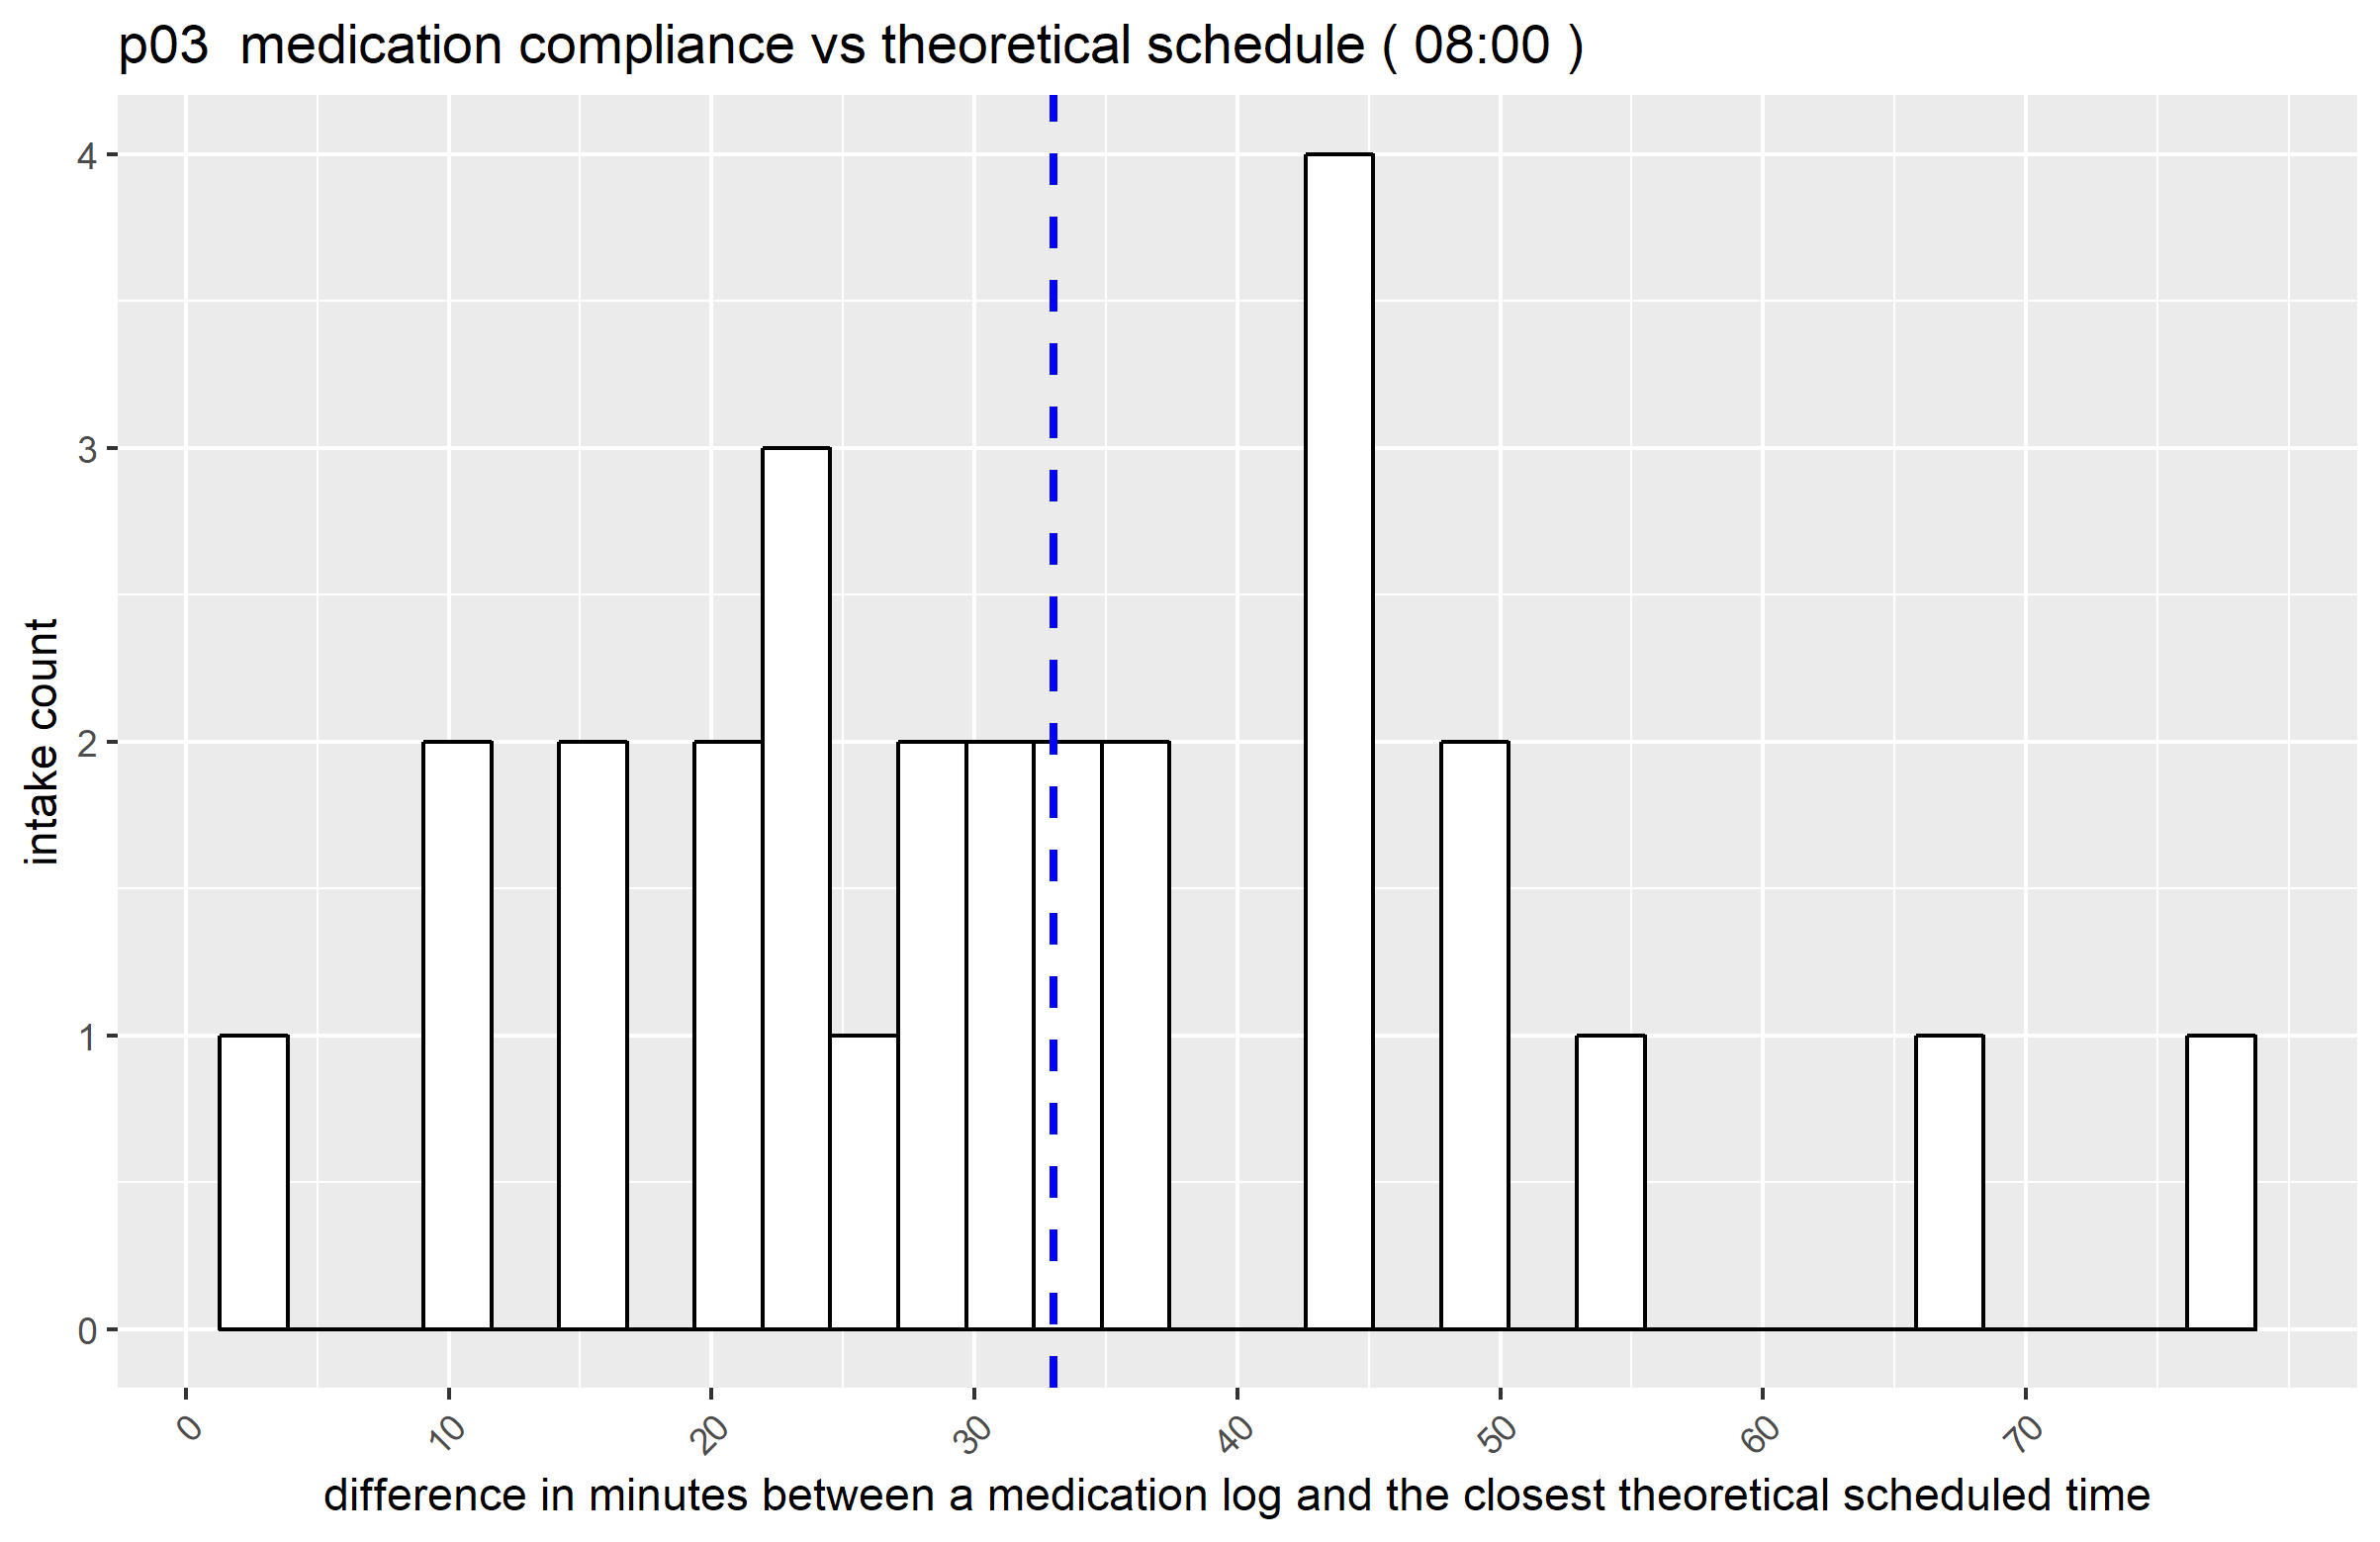 p03  medication compliance vs theoretical schedule ( 08:00 )
intake count
4
3
2
1
0
0 10 20 30 40 50 60 70
difference in minutes between a medication log and the closest theoretical scheduled time